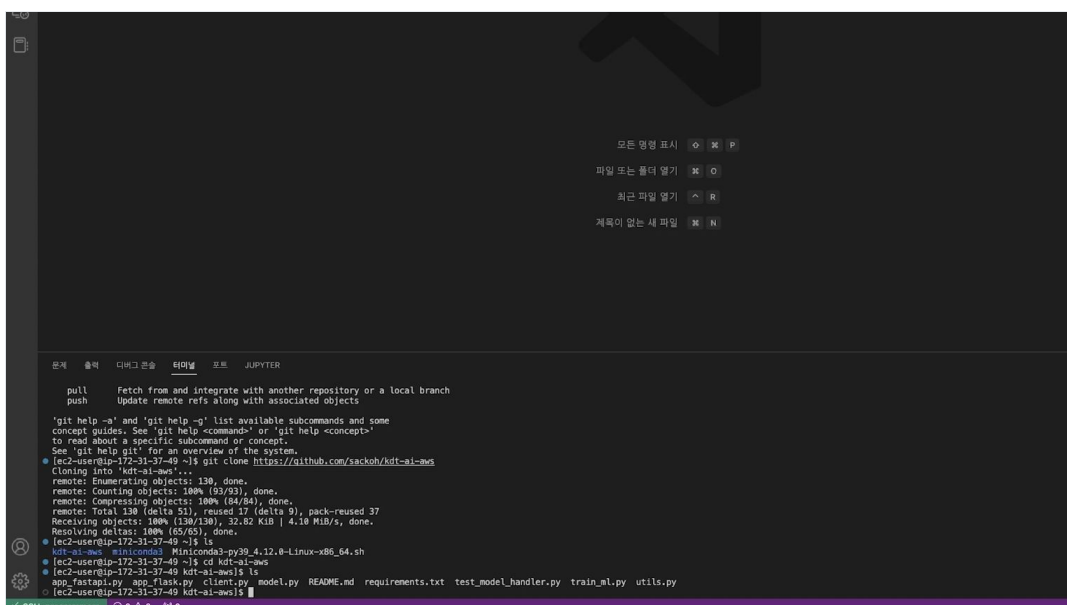 모든 명령 표시 ⇧ ⌘ P
파일 또는 폴더 열기 ⌘ O
최근 파일 열기 ^ R
제목이 없는 새 파일 ⌘ N
문제 출력 디버그 콘솔 터미널 포트 JUPYTER
pull Fetch from and integrate with another repository or a local branch
push Update remote refs along with associated objects
'git help -a' and 'git help -g' list available subcommands and some
concept guides. See 'git help <command>' or 'git help <concept>'
to read about a specific subcommand or concept.
See 'git help git' for an overview of the system.
[ec2-user@ip-172-31-37-49 ~]$ git clone https://github.com/sackoh/kdt-ai-aws
Cloning into 'kdt-ai-aws'...
remote: Enumerating objects: 130, done.
remote: Counting objects: 100% (93/93), done.
remote: Compressing objects: 100% (84/84), done.
remote: Total 130 (delta 51), reused 17 (delta 9), pack-reused 37
Receiving objects: 100% (130/130), 32.82 KiB | 4.10 MiB/s, done.
Resolving deltas: 100% (65/65), done.
[ec2-user@ip-172-31-37-49 ~]$ ls
kdt-ai-aws miniconda3 Miniconda3-py39_4.12.0-Linux-x86_64.sh
[ec2-user@ip-172-31-37-49 ~]$ cd kdt-ai-aws
[ec2-user@ip-172-31-37-49 kdt-ai-aws]$ ls
app_fastapi.py app_flask.py client.py model.py README.md requirements.txt test_model_handler.py train_ml.py utils.py
[ec2-user@ip-172-31-37-49 kdt-ai-aws]$